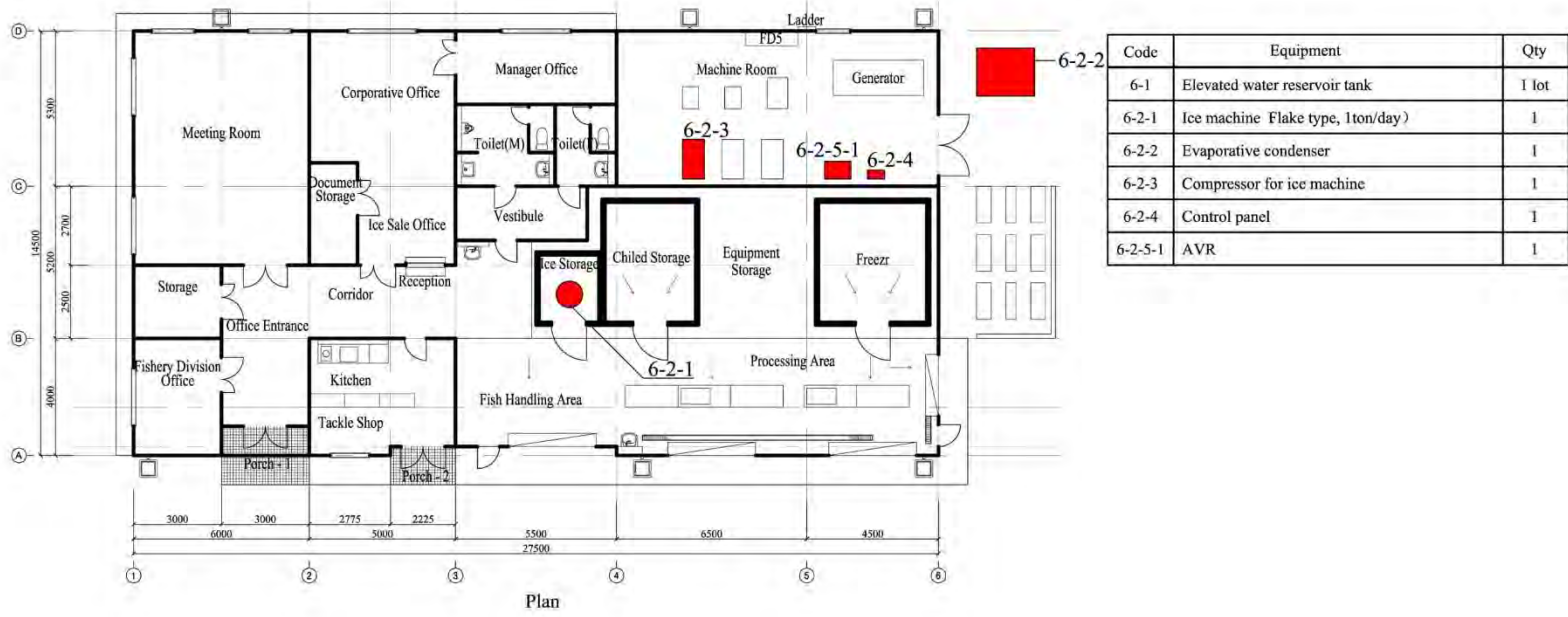 Ladder
D
FD5
6-2-2
Manager Office
Machine Room
Generator
Corporative Office
5300
Meeting Room
6-2-3
Toilet(M)
Toilet(F)
6-2-5-1
6-2-4
C
Document
Storage
Vestibule
Ice Sale Office
2700
14500
5200
Chiled Storage
Equipment
Storage
Freezr
Ice Storage
Reception
Storage
Corridor
2500
Office Entrance
B
Processing Area
6-2-1
Fishery Division
Office
Kitchen
Fish Handling Area
4000
Tackle Shop
A
Porch - 1
Porch - 2
3000
3000
2775
2225
6000
5000
5500
6500
4500
27500
1
2
3
4
5
6
Plan
Code Equipment Qty
6-1 Elevated water reservoir tank 1 lot
6-2-1 Ice machine Flake type, 1ton/day） 1
6-2-2 Evaporative condenser 1
6-2-3 Compressor for ice machine 1
6-2-4 Control panel 1
6-2-5-1 AVR 1